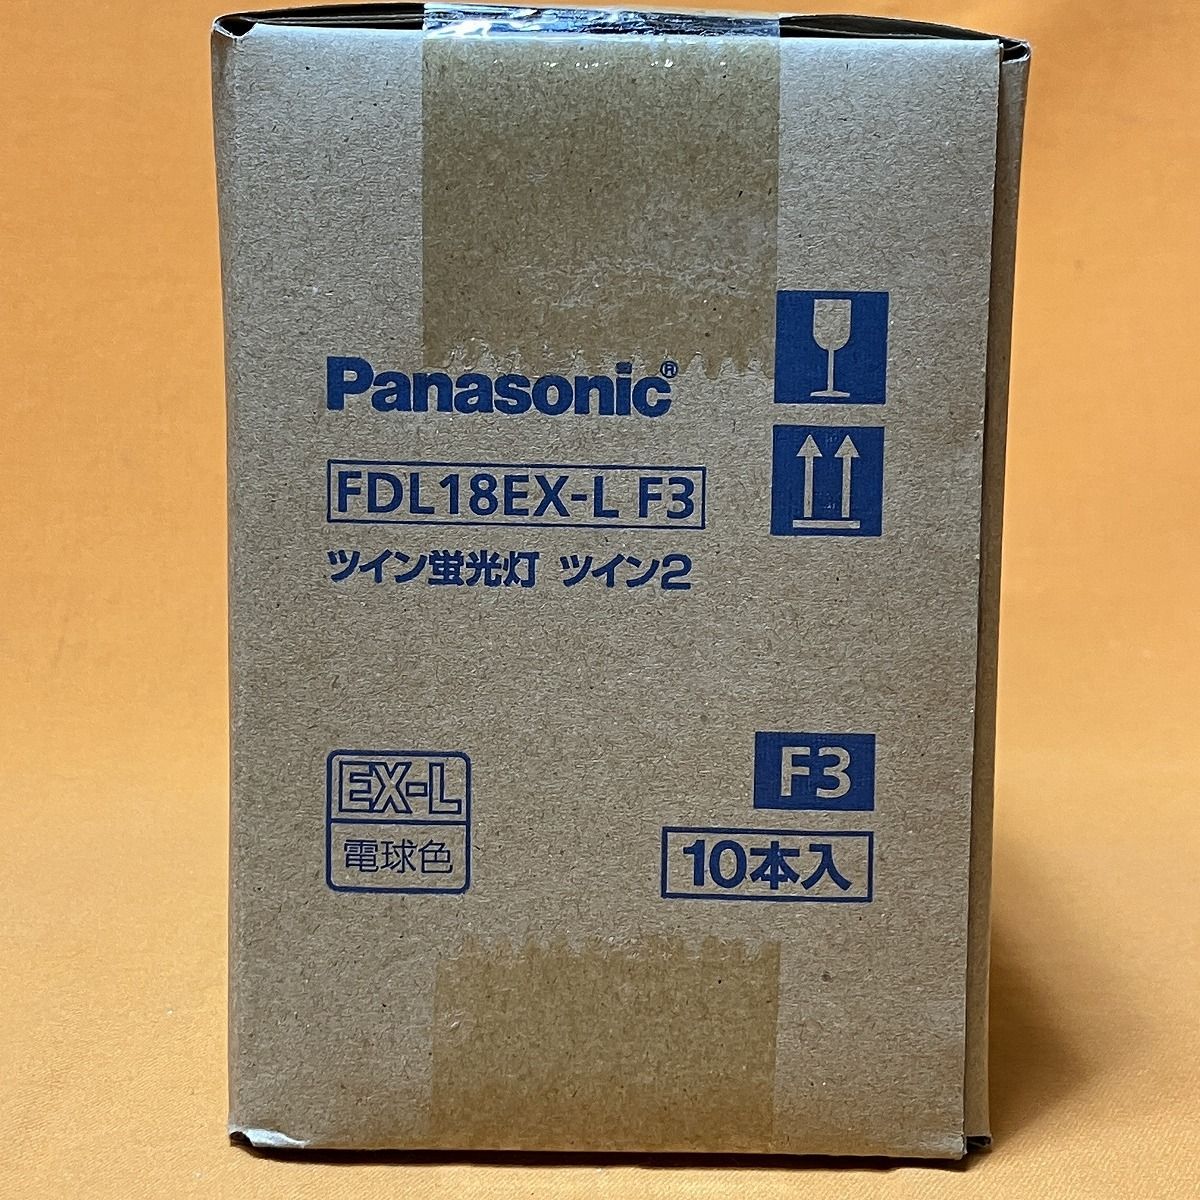 Panasonic®
FDL18EX-L F3
ツイン蛍光灯 ツイン2
EX-L
電球色
F3
10本入